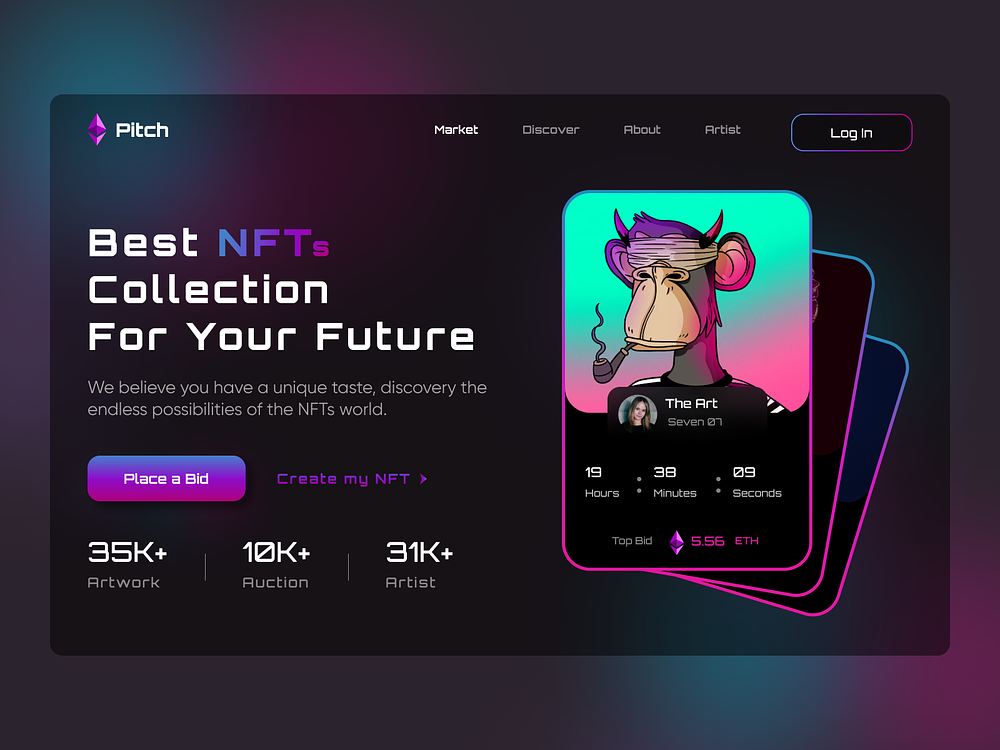 Pitch
Market
Discover
About
Artist
Log In
Best NFTs
Collection
For Your Future
We believe you have a unique taste, discovery the
endless possibilities of the NFTs world.
Place a Bid
Create my NFT
35K+
Artwork
10K+
Auction
31K+
Artist
The Art
Seven 07
19 : 38 : 09
Hours Minutes Seconds
Top Bid 5.56 ETH